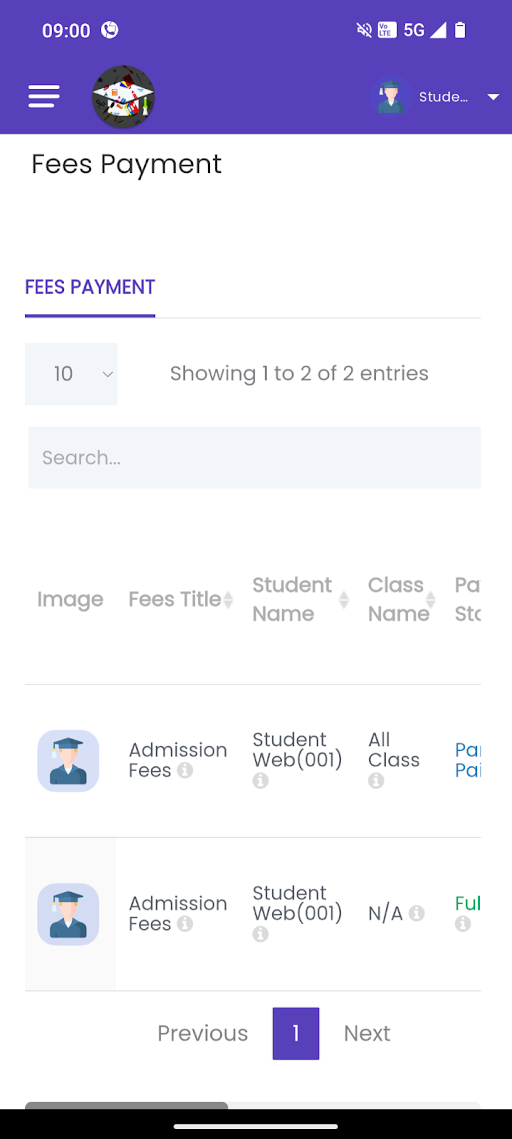 09:00 Vo LTE 5G
Stude...
Fees Payment
FEES PAYMENT
10 Showing 1 to 2 of 2 entries
Search...
Image Fees Title Student Name Class Name Pa Sta
Admission Fees Student Web(001) All Class Par Pai
Admission Fees Student Web(001) N/A Ful
Previous 1 Next